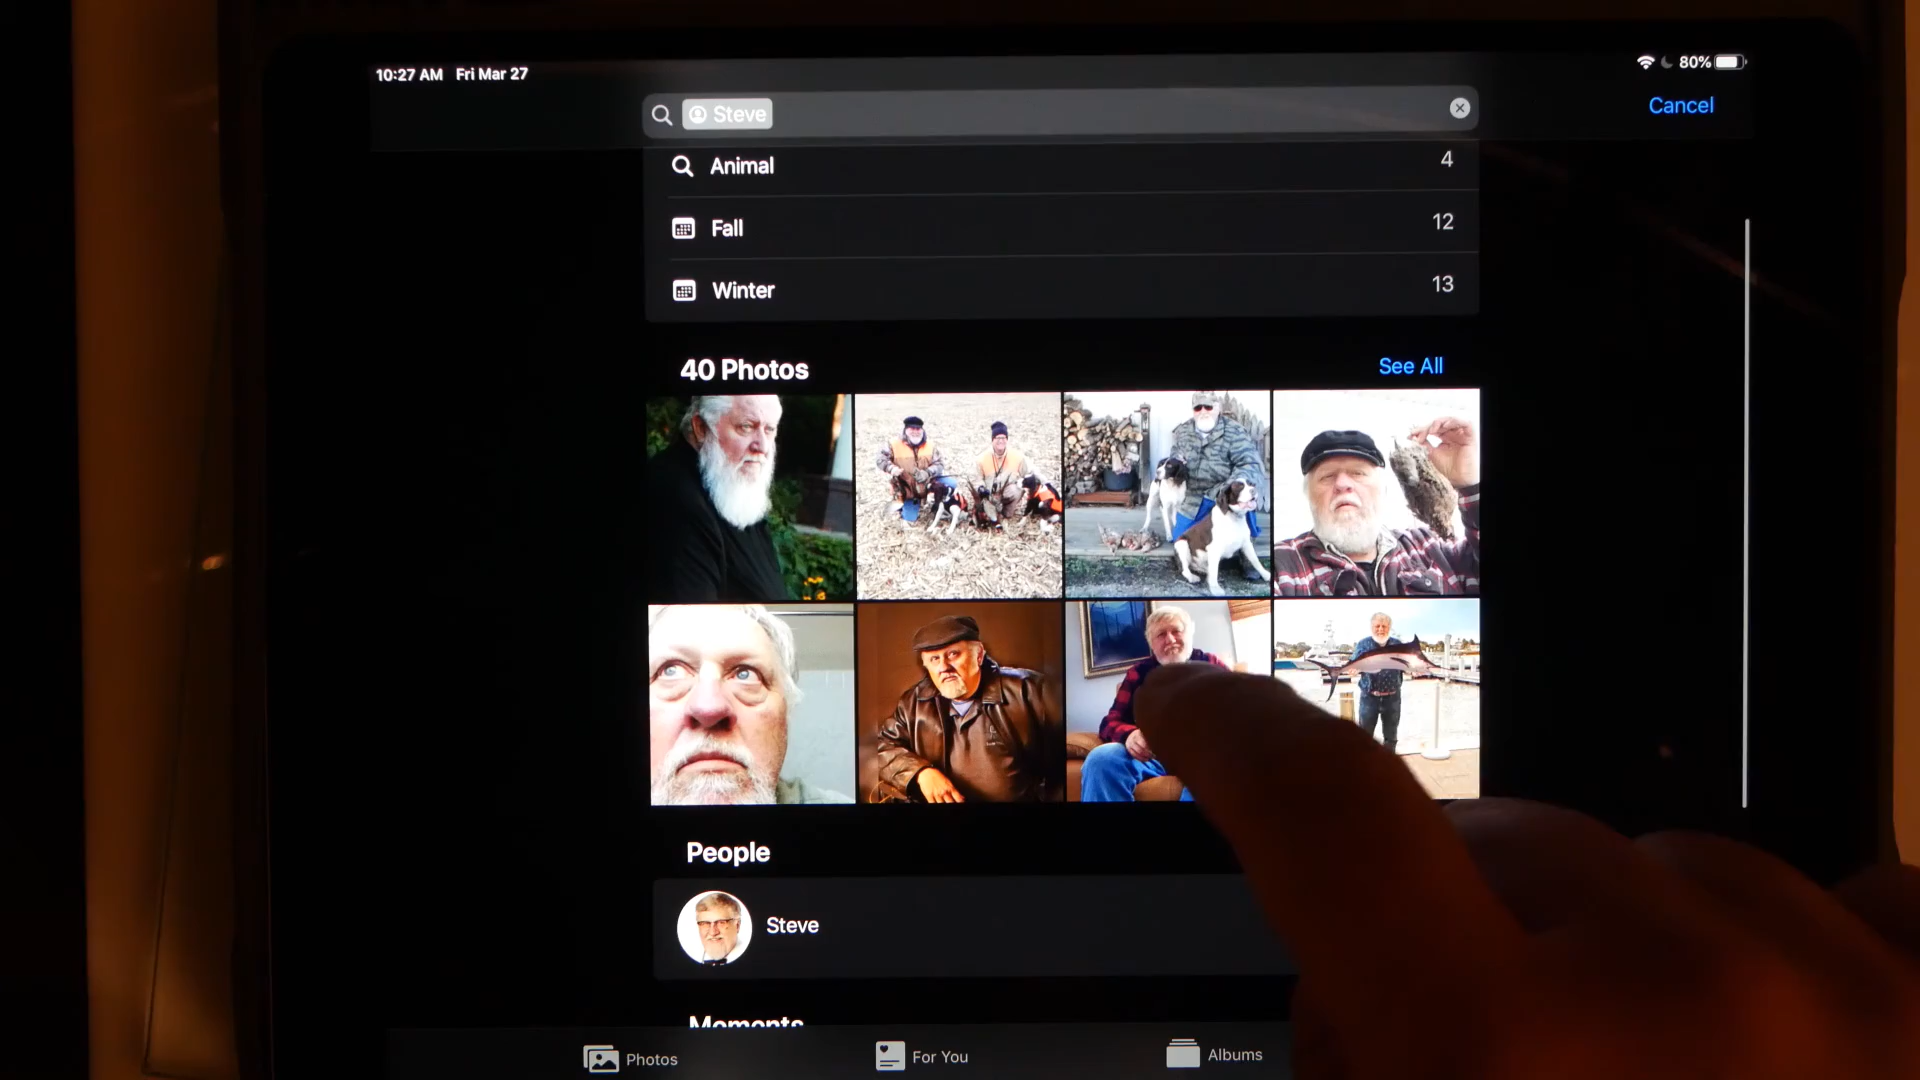 10:27 AM Fri Mar 27
80%
Steve
Cancel
Animal 4
Fall 12
Winter 13
40 Photos See All
People
Steve
Moments
Photos For You Albums